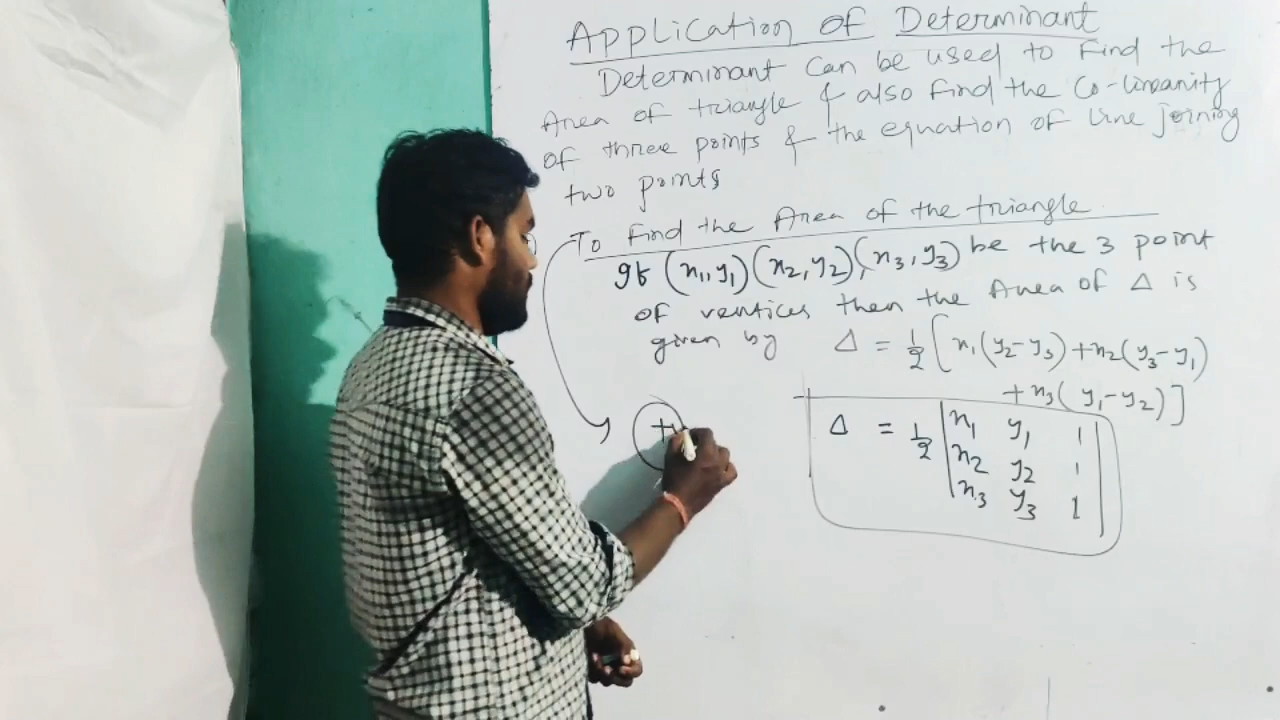 Application of Determinant
Determinant can be used to find the
Area of triangle & also find the Co-linearity
of three points & the equation of line joining
two points
To find the Area of the triangle.
If (x₁, y₁) (x₂, y₂), (x₃, y₃) be the 3 point
of vertices then the Area of Δ is
given by Δ = 1/2 [x₁(y₂-y₃) + x₂(y₃-y₁)
+ x₃(y₁-y₂)]
Δ = 1/2 | x₁ y₁ 1 |
| x₂ y₂ 1 |
| x₃ y₃ 1 |
+